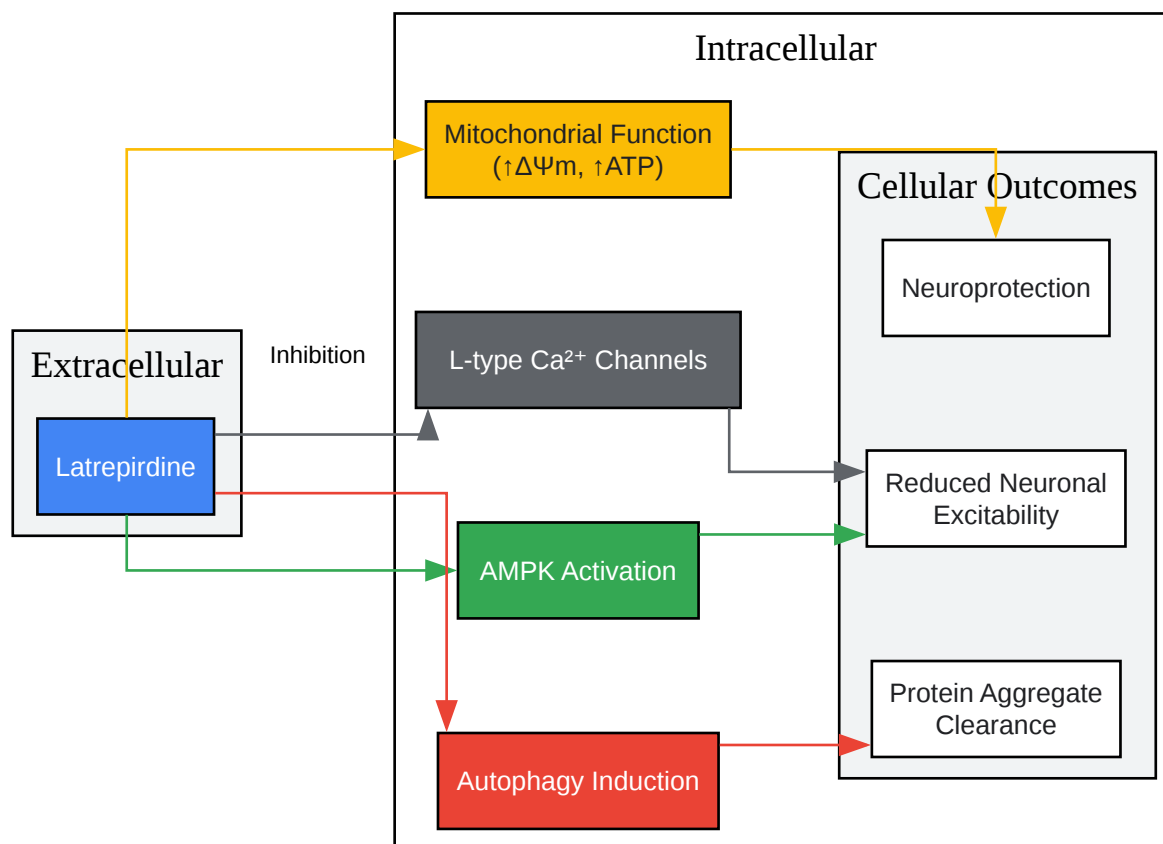 Intracellular
Mitochondrial Function
(↑ΔΨm, ↑ATP)
Cellular Outcomes
Neuroprotection
Extracellular
Inhibition
L-type Ca²⁺ Channels
Latrepirdine
Reduced Neuronal
Excitability
AMPK Activation
Protein Aggregate
Clearance
Autophagy Induction